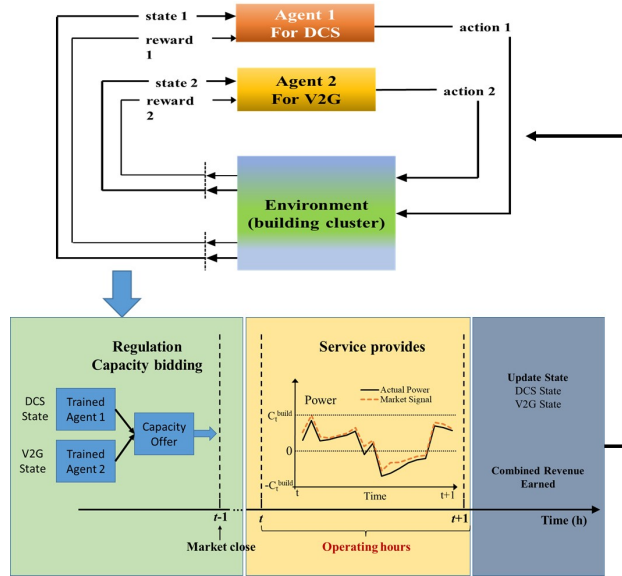 state 1
Agent 1
For DCS
reward
1
action 1
state 2
Agent 2
For V2G
reward
2
action 2
Environment
(building cluster)
Regulation
Capacity bidding
DCS
State
Trained
Agent 1
Capacity
Offer
V2G
State
Trained
Agent 2
t-1
Market close
Service provides
Power
Actual Power
Market Signal
C_t^build
0
-C_t^build
t
Time
t+1
t
t+1
Operating hours
Update State
DCS State
V2G State
Combined Revenue
Earned
Time (h)